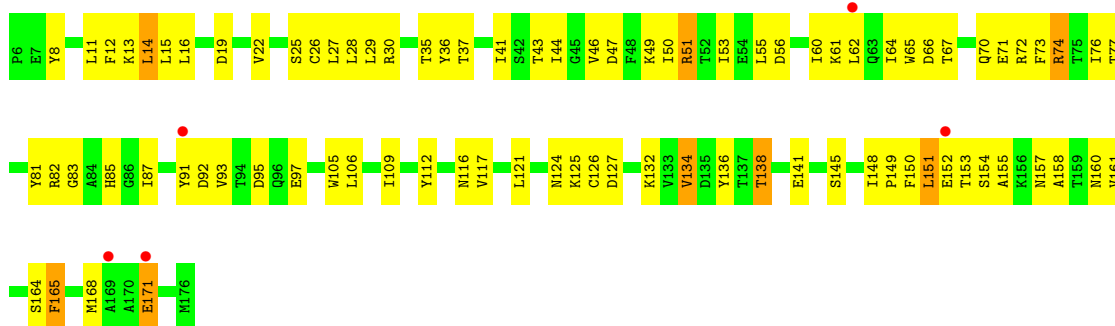 P6 E7 Y8 L11 F12 K13 L14 L15 L16 D19 V22 S25 C26 L27 L28 L29 R30 T35 Y36 T37 I41 S42 T43 I44 G45 V46 D47 F48 K49 I50 R51 T52 I53 E54 L55 D56 I60 K61 L62 Q63 I64 W65 D66 T67 Q70 E71 R72 F73 R74 T75 I76 T77
Y81 R82 G83 A84 H85 G86 I87 Y91 D92 V93 T94 D95 Q96 E97 W105 L106 I109 Y112 N116 V117 L121 N124 K125 C126 D127 K132 V133 V134 D135 Y136 T137 T138 E141 S145 I148 P149 F150 L151 E152 T153 S154 A155 K156 N157 A158 T159 N160
S164 F165 M168 A169 A170 E171 M176